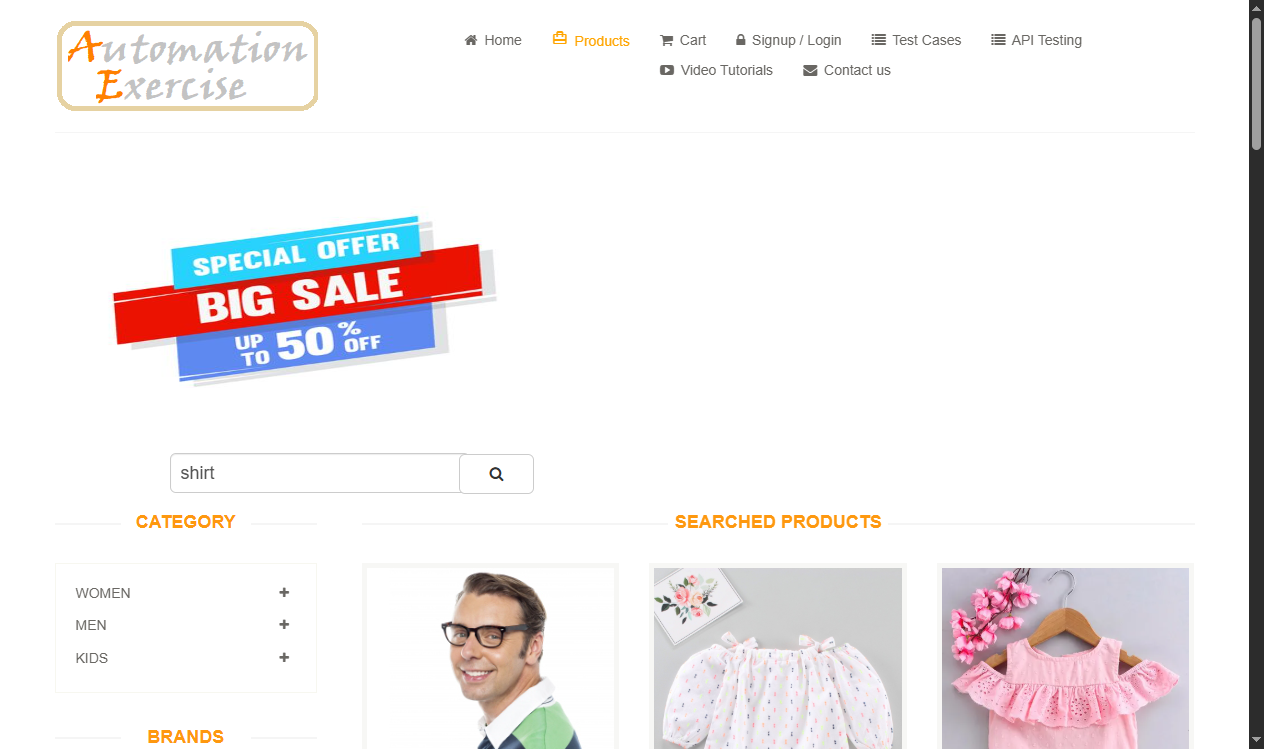 Automation
Exercise
Home
Products
Cart
Signup / Login
Test Cases
API Testing
Video Tutorials
Contact us
SPECIAL OFFER
BIG SALE
UP TO 50% OFF
shirt
CATEGORY
SEARCHED PRODUCTS
WOMEN
MEN
KIDS
BRANDS